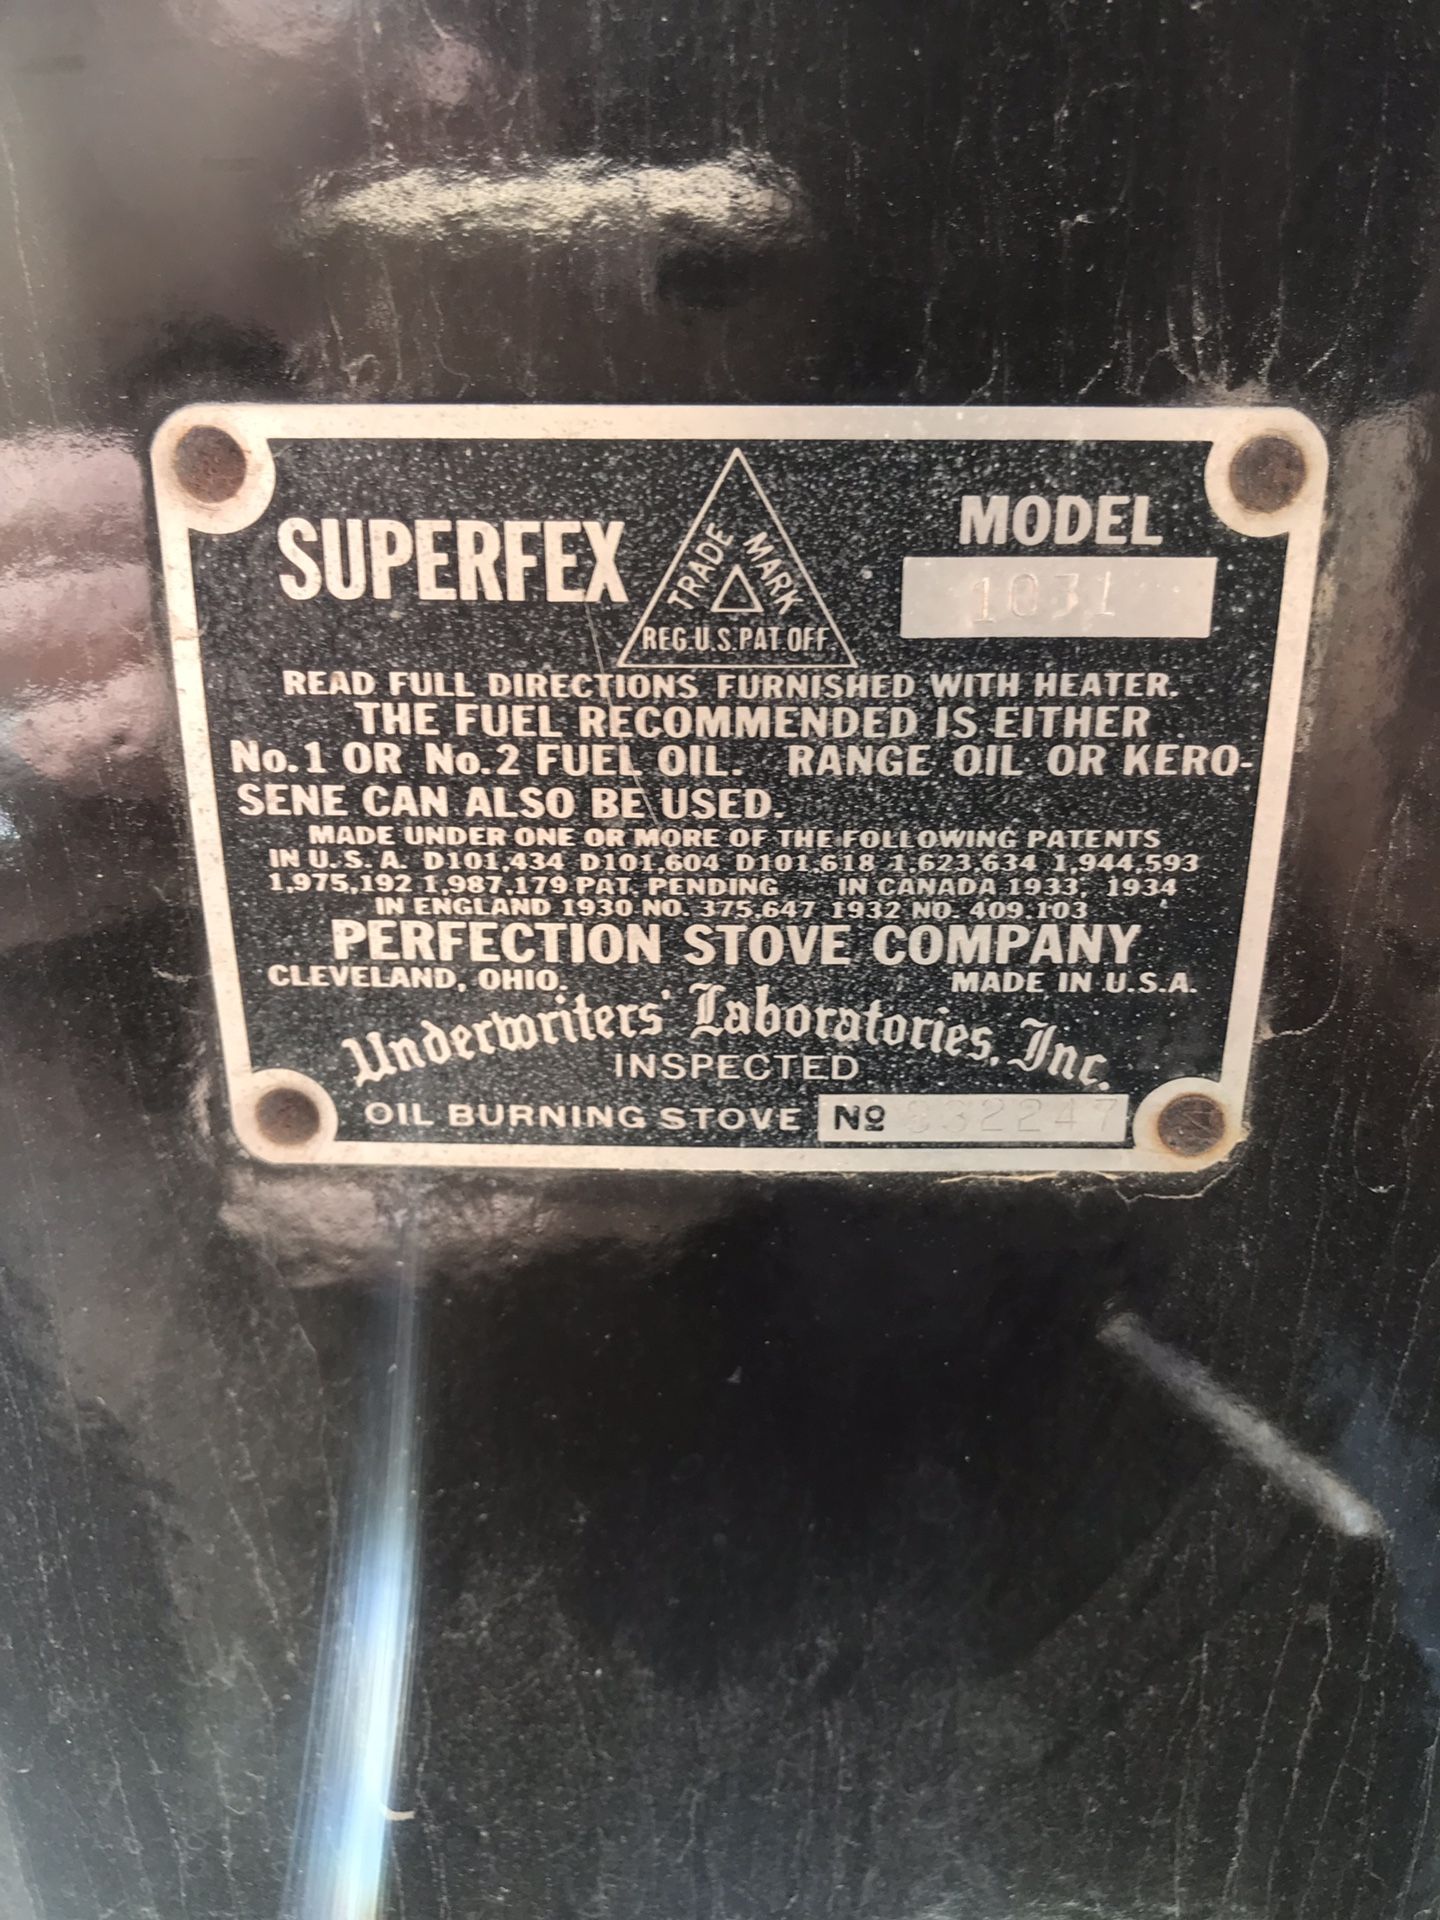 SUPERFEX
TRADE MARK
REG. U.S. PAT. OFF.
MODEL
1031
READ FULL DIRECTIONS FURNISHED WITH HEATER.
THE FUEL RECOMMENDED IS EITHER
No. 1 OR No. 2 FUEL OIL. RANGE OIL OR KERO-
SENE CAN ALSO BE USED.
MADE UNDER ONE OR MORE OF THE FOLLOWING PATENTS
IN U.S.A. D101,434 D101,604 D101,618 1,623,634 1,944,593
1,975,192 1,987,179 PAT. PENDING IN CANADA 1933, 1934
IN ENGLAND 1930 NO. 375,647 1932 NO. 409,103
PERFECTION STOVE COMPANY
CLEVELAND, OHIO. MADE IN U.S.A.
Underwriters' Laboratories, Inc.
INSPECTED
OIL BURNING STOVE No